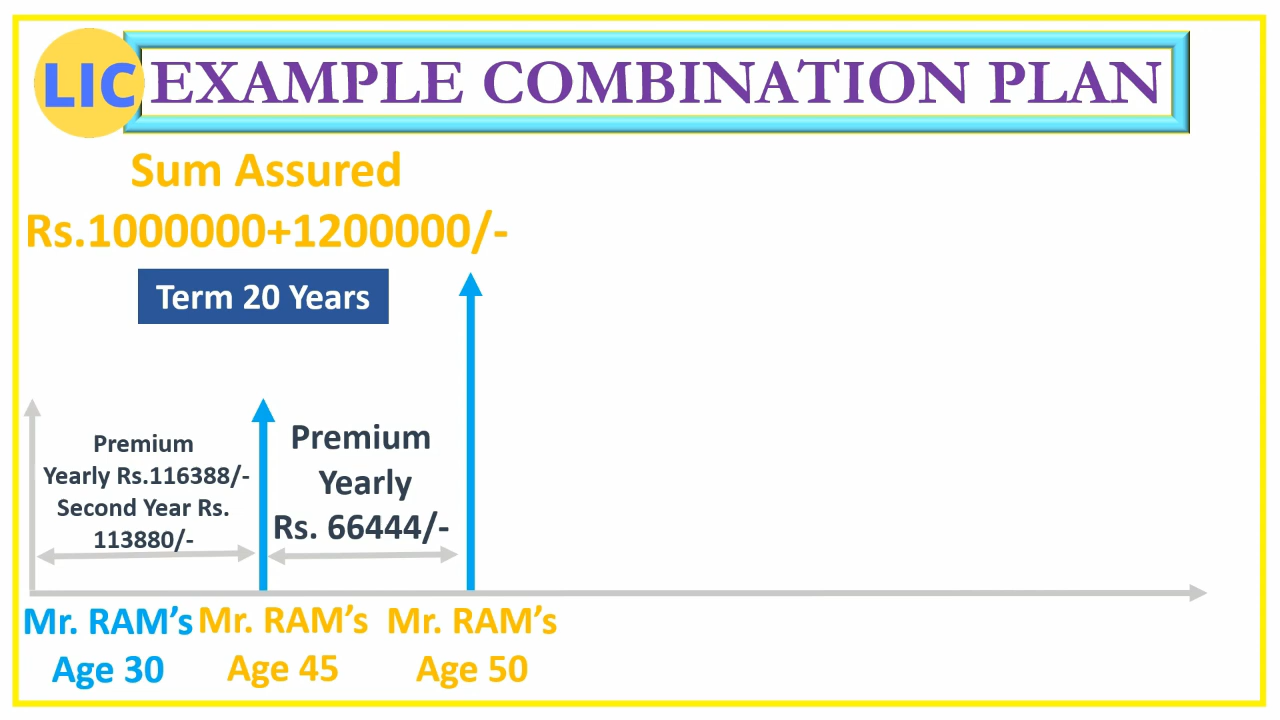 LIC EXAMPLE COMBINATION PLAN
Sum Assured
Rs.1000000+1200000/-
Term 20 Years
Premium
Yearly Rs.116388/-
Second Year Rs.
113880/-
Premium
Yearly
Rs. 66444/-
Mr. RAM’s
Age 30
Mr. RAM’s
Age 45
Mr. RAM’s
Age 50